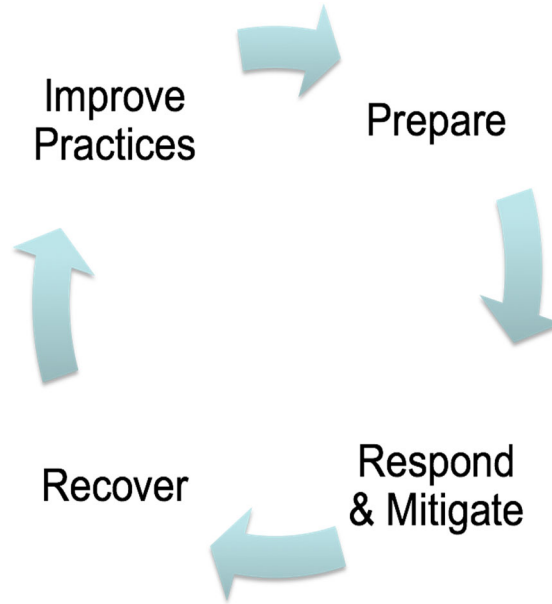 Improve
Practices
Prepare
Respond
& Mitigate
Recover